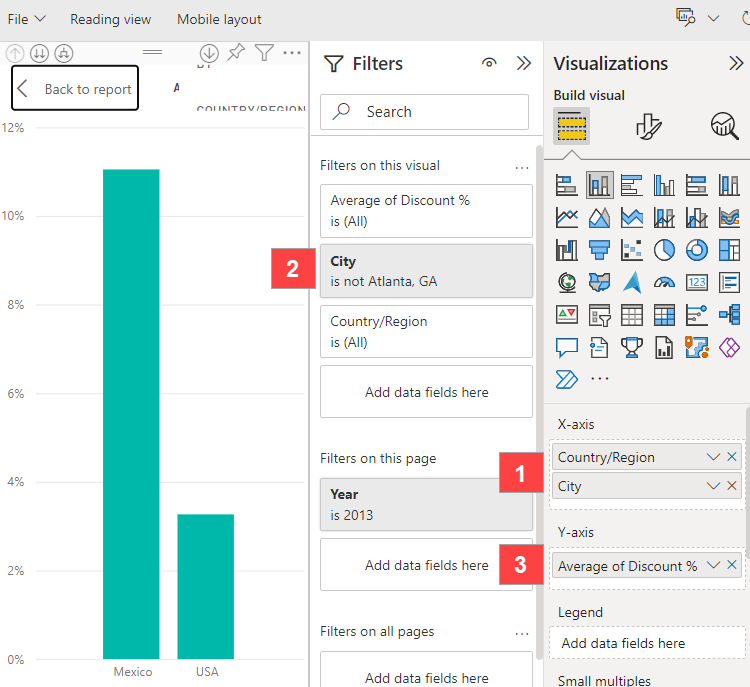 File
Reading view
Mobile layout
Back to report
COUNTRY/REGION
12%
10%
8%
6%
4%
2%
0%
Mexico
USA
Filters
Search
Filters on this visual
Average of Discount %
is (All)
2
City
is not Atlanta, GA
Country/Region
is (All)
Add data fields here
Filters on this page
Year
is 2013
Add data fields here
Filters on all pages
Add data fields here
Visualizations
Build visual
123
X-axis
1
Country/Region
City
Y-axis
3
Average of Discount %
Legend
Add data fields here
Small multiples